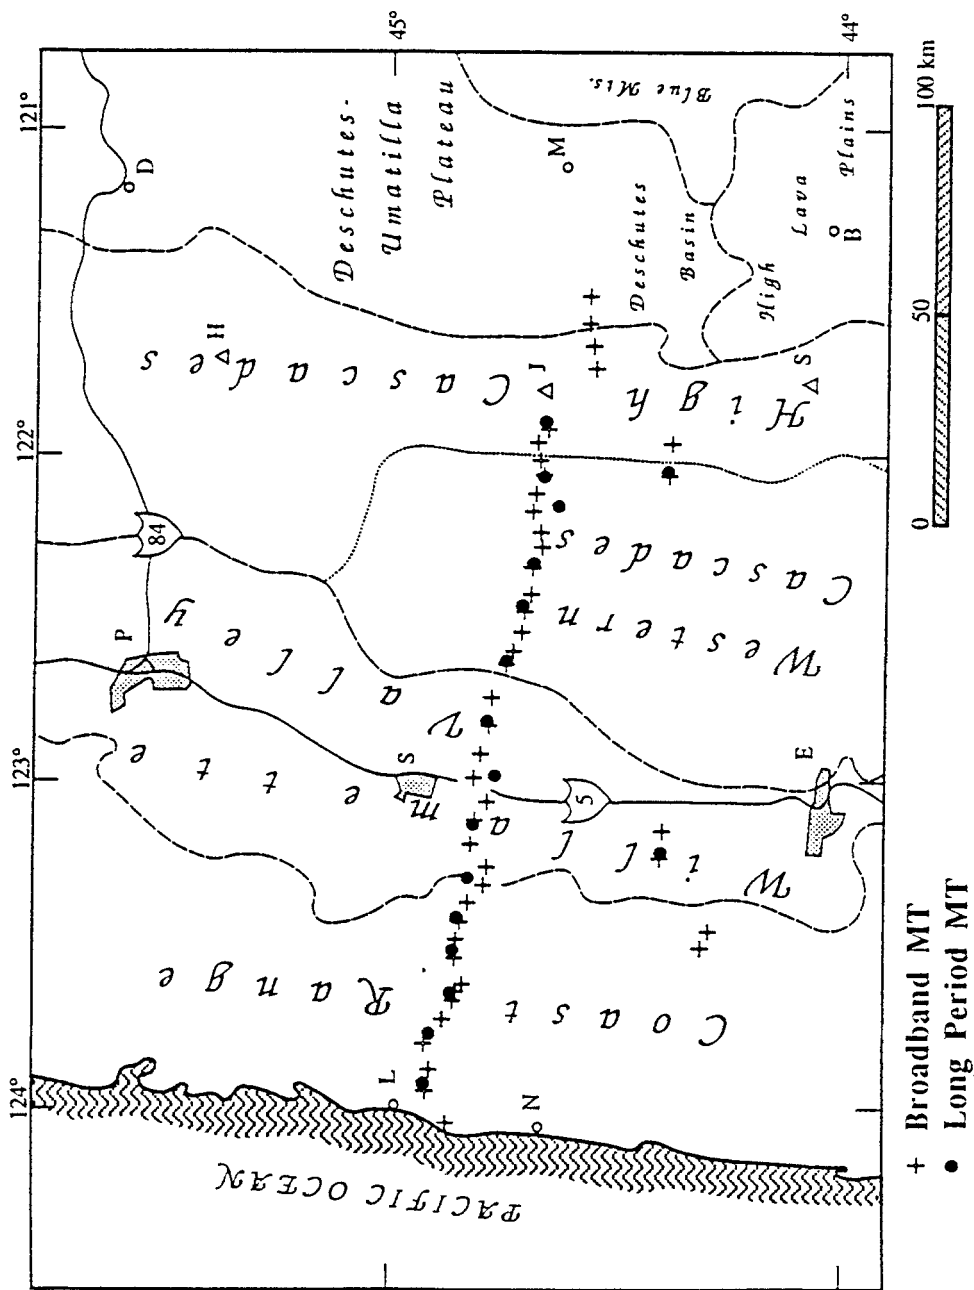 124°
123°
122°
121°
45°
44°
PACIFIC OCEAN
Coast Range
Willamette Valley
Western Cascades
High Cascades
Deschutes-
Umatilla
Plateau
Deschutes
Basin
Blue Mts.
High
Lava
Plains
L
N
P
S
E
84
5
D
H
J
M
S
B
0
50
100 km
+ Broadband MT
● Long Period MT